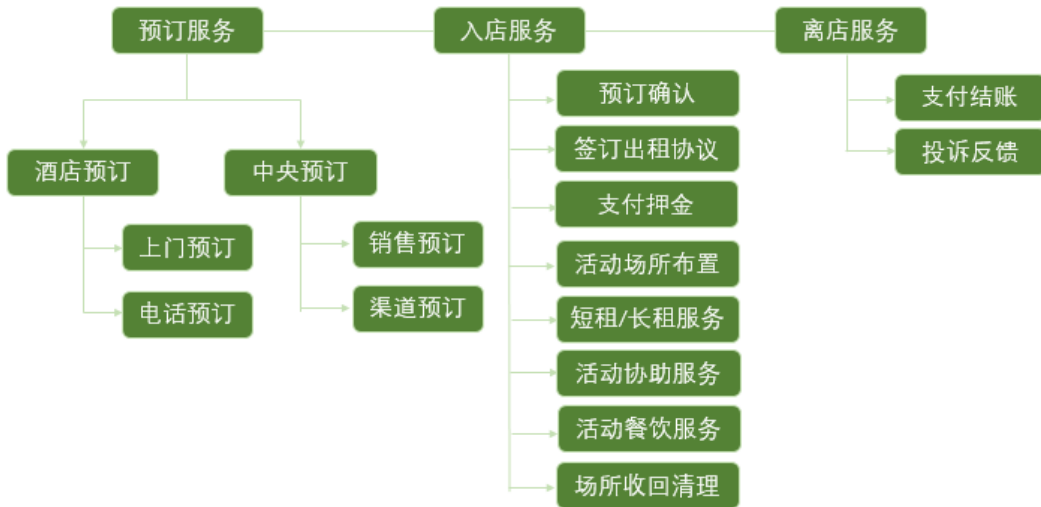 预订服务
入店服务
离店服务
酒店预订
中央预订
上门预订
电话预订
销售预订
渠道预订
预订确认
签订出租协议
支付押金
活动场所布置
短租/长租服务
活动协助服务
活动餐饮服务
场所收回清理
支付结账
投诉反馈